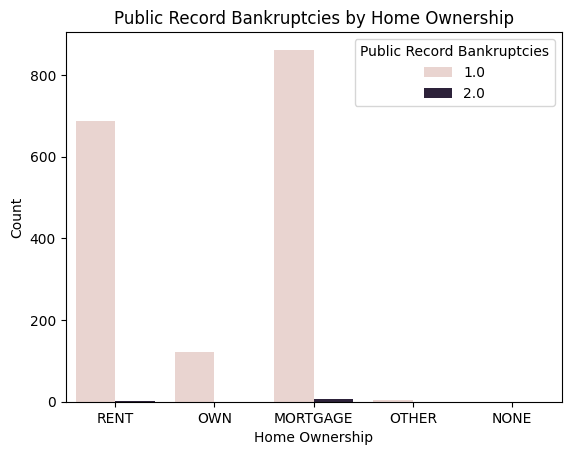 Public Record Bankruptcies by Home Ownership
Public Record Bankruptcies
1.0
2.0
800
600
400
200
0
Count
RENT OWN MORTGAGE OTHER NONE
Home Ownership